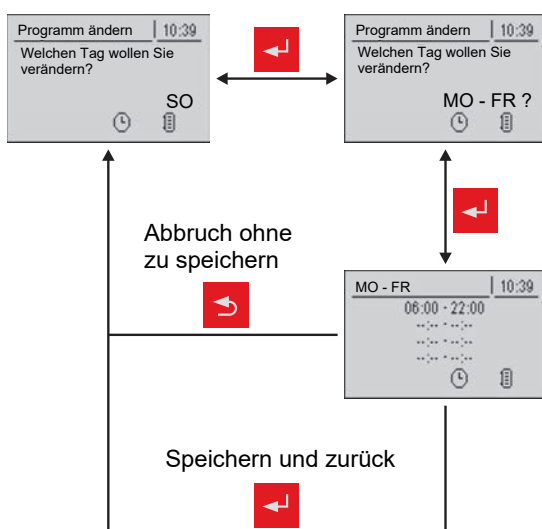 Programm ändern 10:39
Welchen Tag wollen Sie
verändern?
SO
Programm ändern 10:39
Welchen Tag wollen Sie
verändern?
MO - FR ?
Abbruch ohne
zu speichern
MO - FR 10:39
06:00 - 22:00
--:-- - --:--
--:-- - --:--
--:-- - --:--
Speichern und zurück